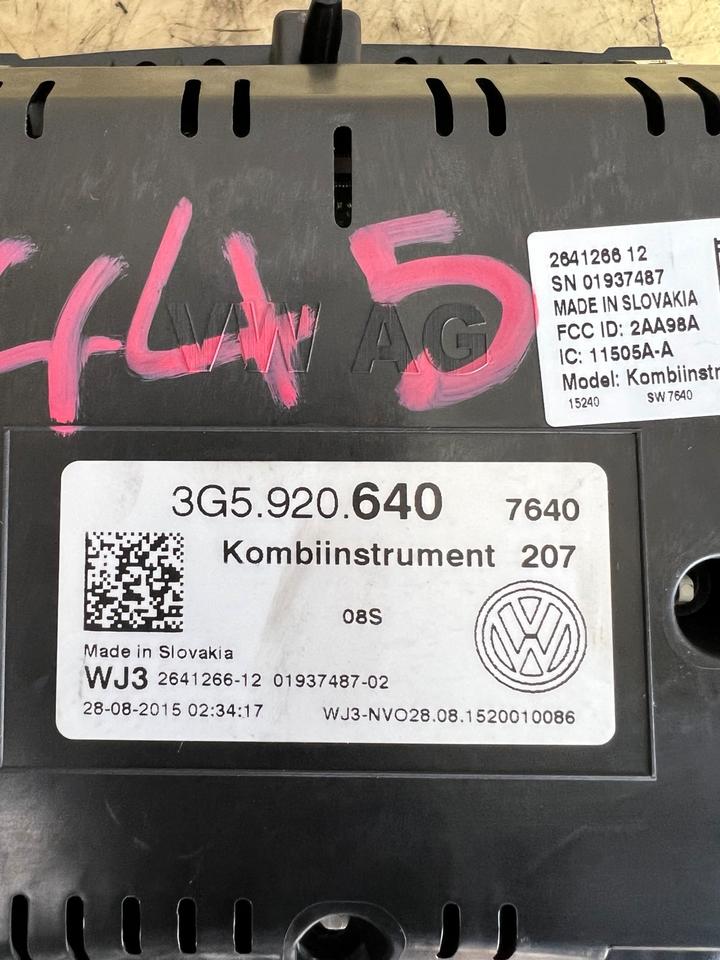 445
VW AG
2641266 12
SN 01937487
MADE IN SLOVAKIA
FCC ID: 2AA98A
IC: 11505A-A
Model: Kombiinstr
15240 SW 7640
3G5.920.640 7640
Kombiinstrument 207
08S
Made in Slovakia
WJ3 2641266-12 01937487-02
28-08-2015 02:34:17 WJ3-NVO28.08.1520010086